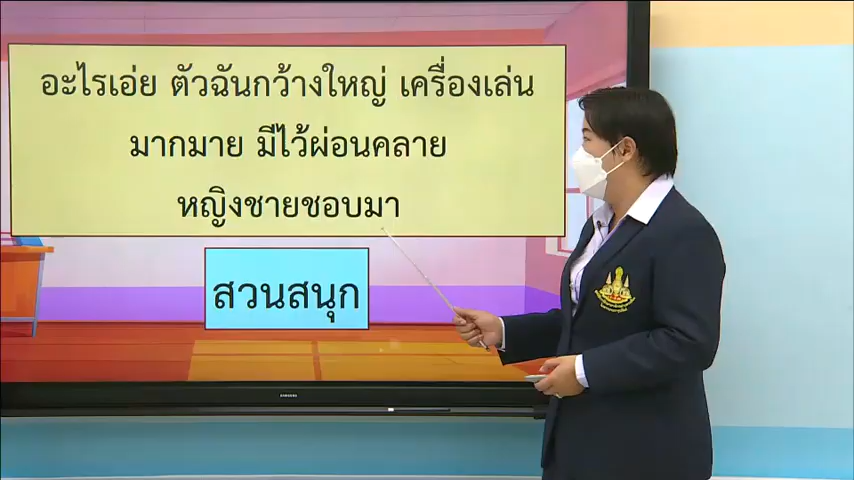 อะไรเอ่ย ตัวฉันกว้างใหญ่ เครื่องเล่น
มากมาย มีไว้ผ่อนคลาย
หญิงชายชอบมา
สวนสนุก
SAMSUNG